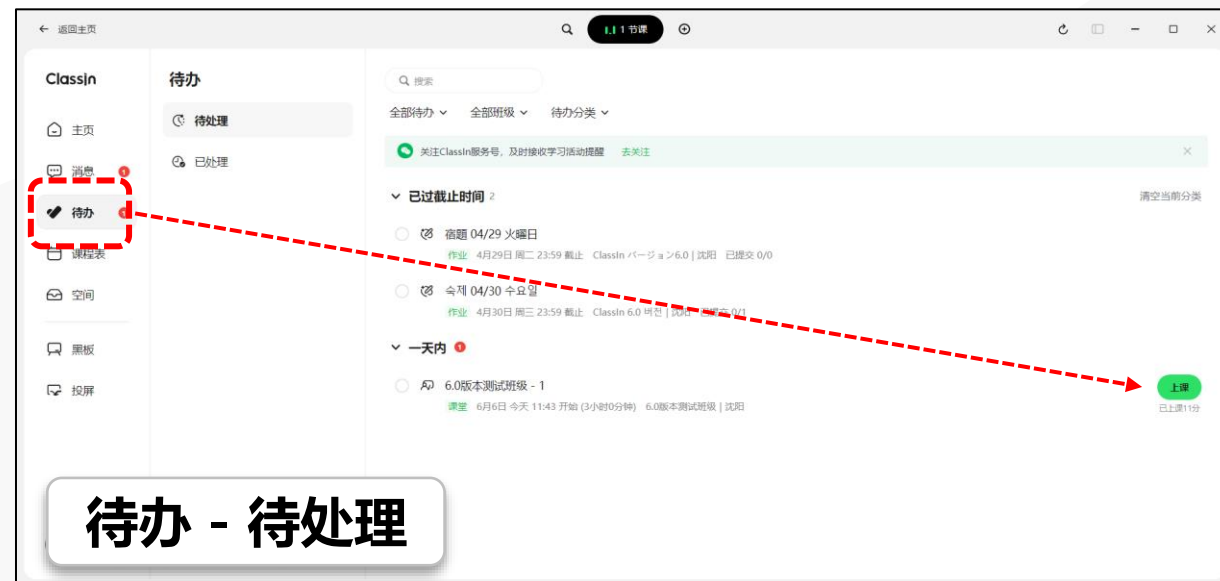 返回主页
1 节课
ClassIn
主页
消息 1
待办 1
课程表
空间
黑板
投屏
待办
待处理
已处理
搜索
全部待办 全部班级 待办分类
关注ClassIn服务号，及时接收学习活动提醒 去关注
已过截止时间 2 清空当前分类
宿題 04/29 火曜日
作业 4月29日 周二 23:59 截止 ClassIn バージョン6.0 | 沈阳 已提交 0/0
숙제 04/30 수요일
作业 4月30日 周三 23:59 截止 ClassIn 6.0 버전 | 沈阳 已提交 0/1
一天内 1
6.0版本测试班级 - 1
课堂 6月6日 今天 11:43 开始 (3小时0分钟) 6.0版本测试班级 | 沈阳
上课
已上课11分
待办 - 待处理